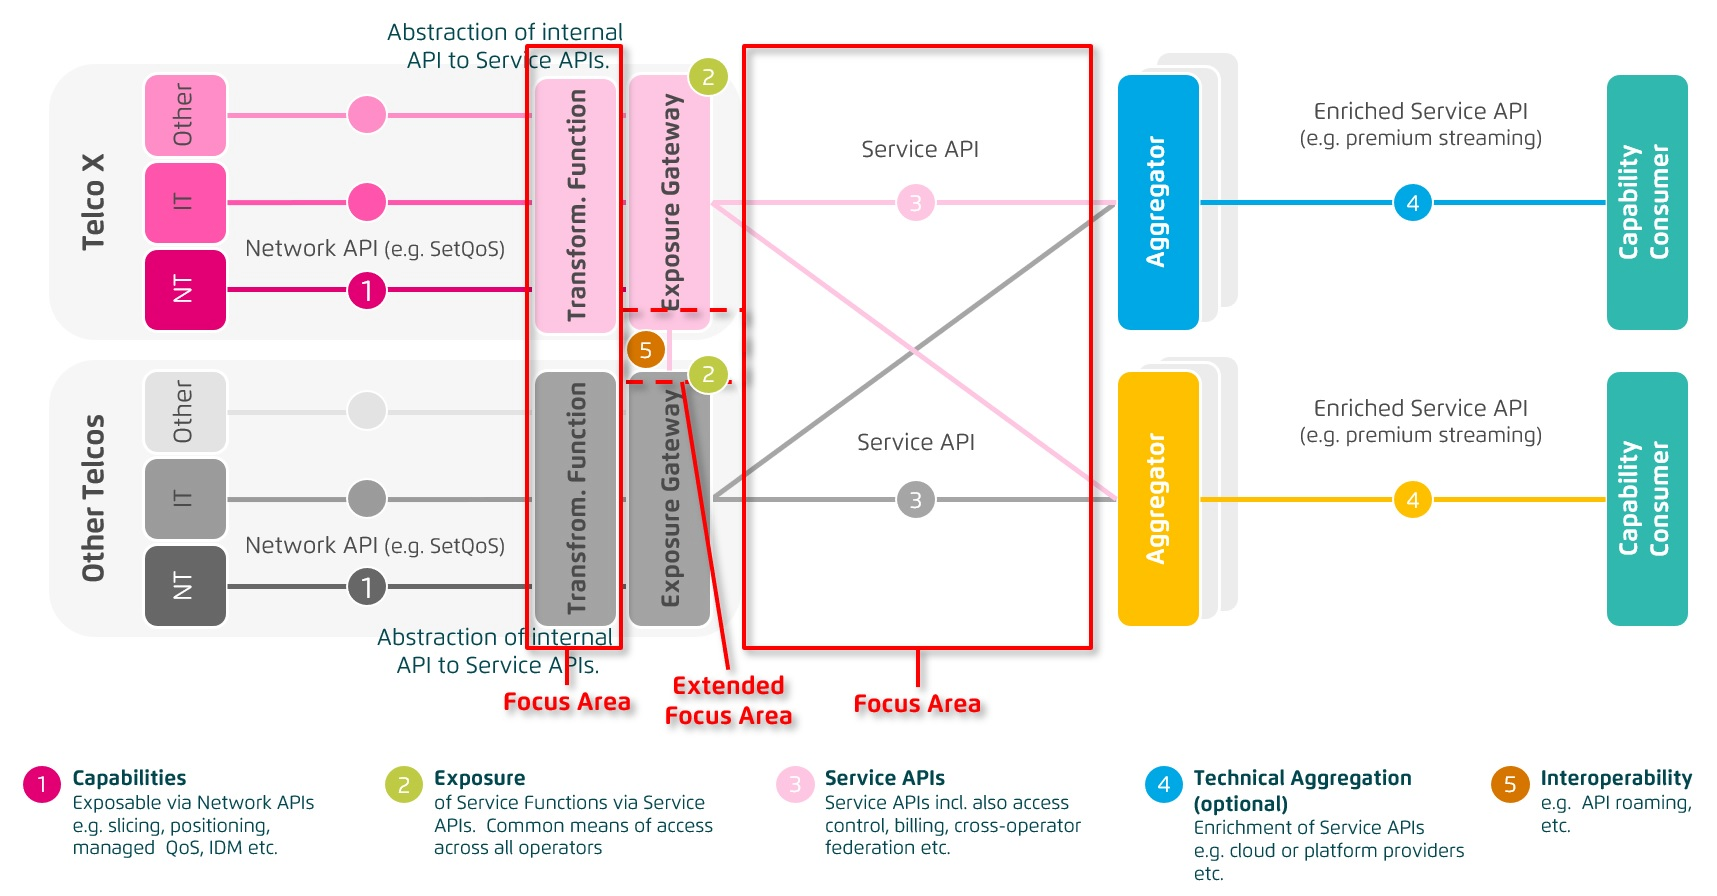 Abstraction of internal
API to Service APIs.
Telco X
Other
IT
NT
Network API (e.g. SetQoS)
1
Transform. Function
Exposure Gateway
2
Service API
3
Aggregator
Enriched Service API
(e.g. premium streaming)
4
Capability
Consumer
5
Other Telcos
Other
IT
NT
Network API (e.g. SetQoS)
1
Transfrom. Function
Exposure Gateway
2
Service API
3
Aggregator
Enriched Service API
(e.g. premium streaming)
4
Capability
Consumer
Abstraction of internal
API to Service APIs.
Focus Area
Extended
Focus Area
Focus Area
1
Capabilities
Exposable via Network APIs
e.g. slicing, positioning,
managed QoS, IDM etc.
2
Exposure
of Service Functions via Service
APIs. Common means of access
across all operators
3
Service APIs
Service APIs incl. also access
control, billing, cross-operator
federation etc.
4
Technical Aggregation
(optional)
Enrichment of Service APIs
e.g. cloud or platform providers
etc.
5
Interoperability
e.g. API roaming,
etc.